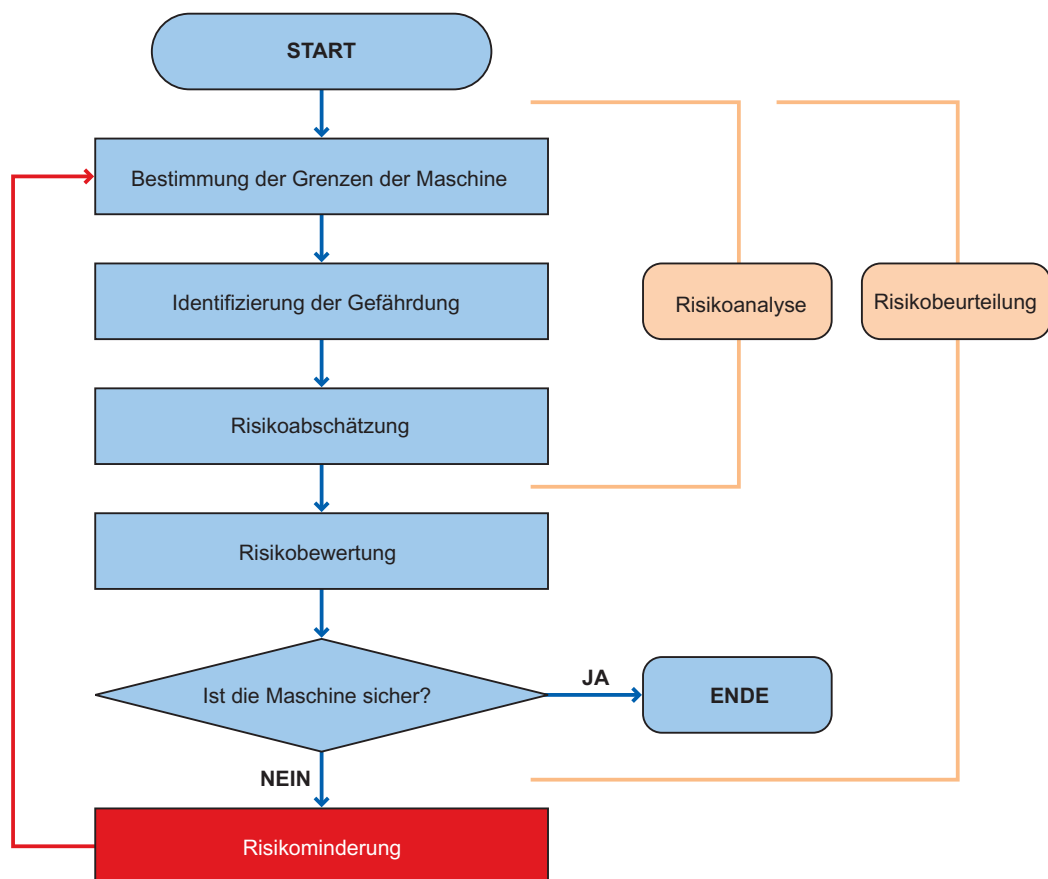 START
Bestimmung der Grenzen der Maschine
Identifizierung der Gefährdung
Risikoanalyse
Risikobeurteilung
Risikoabschätzung
Risikobewertung
Ist die Maschine sicher?
JA
ENDE
NEIN
Risikominderung